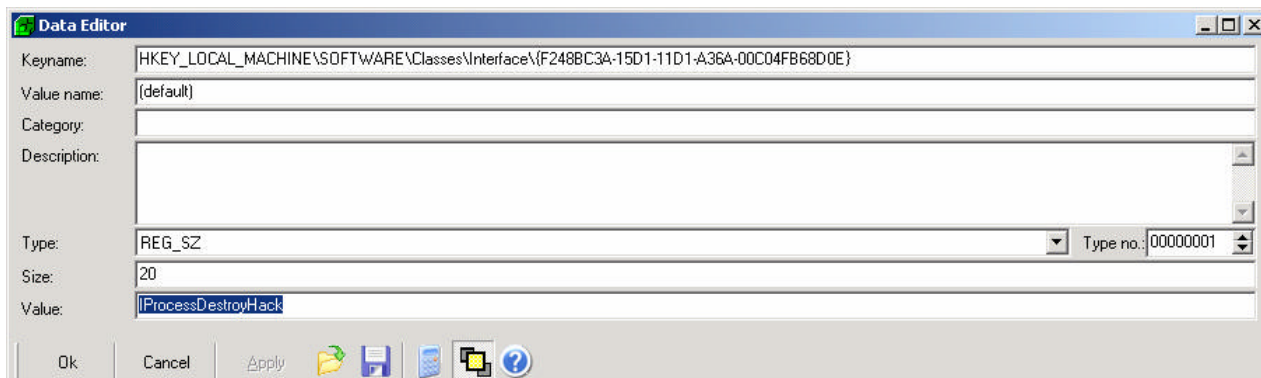 Data Editor
Keyname: HKEY_LOCAL_MACHINE\SOFTWARE\Classes\Interface\{F248BC3A-15D1-11D1-A36A-00C04FB68D0E}
Value name: (default)
Category:
Description:
Type: REG_SZ Type no.: 00000001
Size: 20
Value: IProcessDestroyHack
Ok Cancel Apply